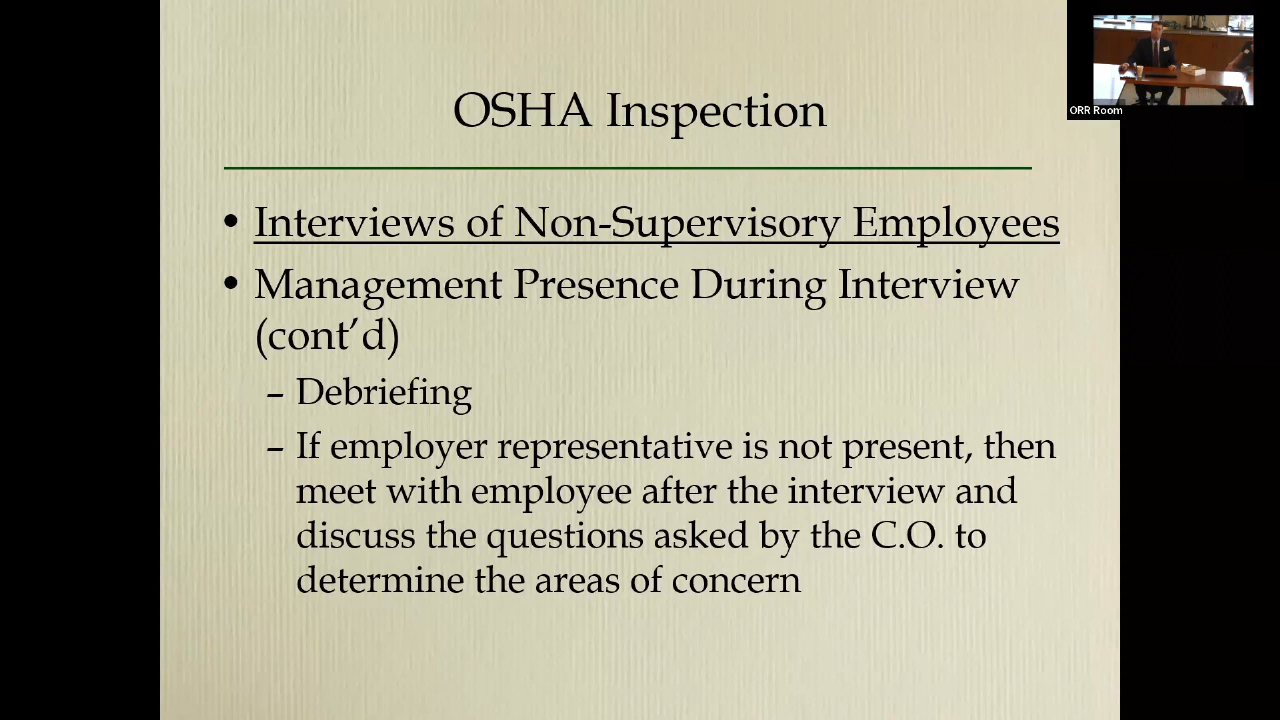 OSHA Inspection
ORR Room
• Interviews of Non-Supervisory Employees
• Management Presence During Interview
(cont’d)
– Debriefing
– If employer representative is not present, then
meet with employee after the interview and
discuss the questions asked by the C.O. to
determine the areas of concern